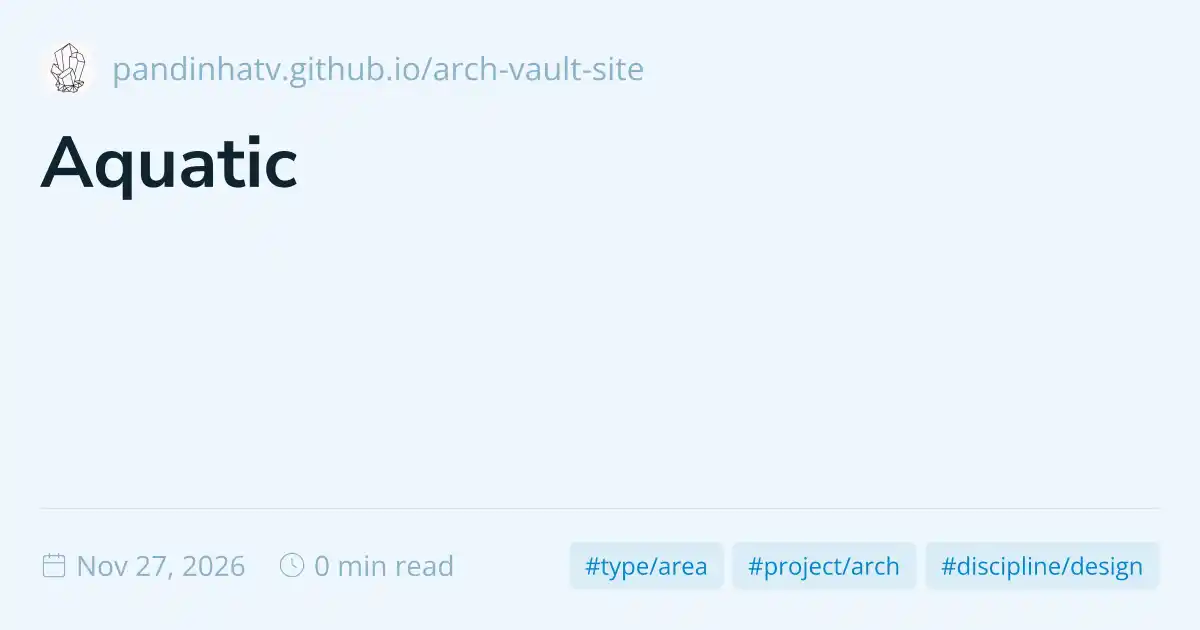 pandinhatv.github.io/arch-vault-site
Aquatic
Nov 27, 2026 0 min read #type/area #project/arch #discipline/design